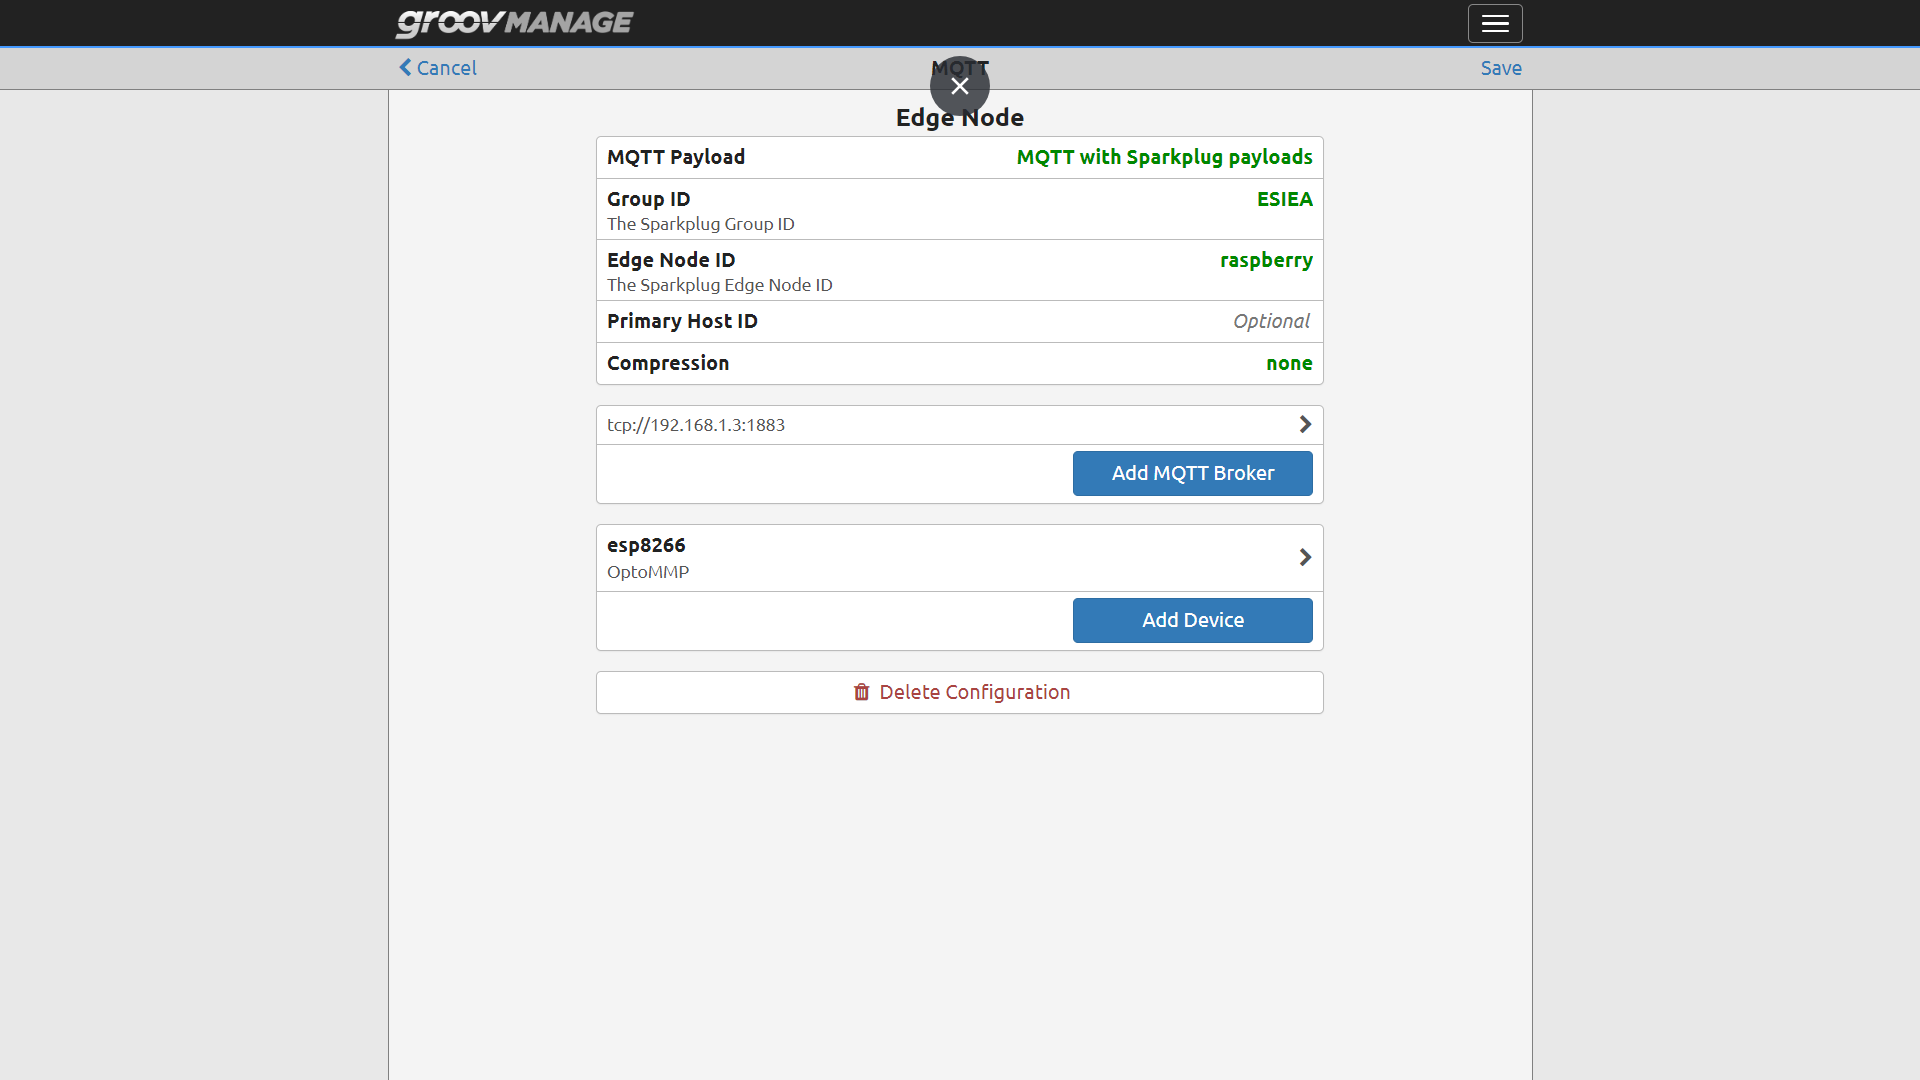 groov MANAGE
Cancel
MQTT
Save
Edge Node
MQTT Payload
MQTT with Sparkplug payloads
Group ID
ESIEA
The Sparkplug Group ID
Edge Node ID
raspberry
The Sparkplug Edge Node ID
Primary Host ID
Optional
Compression
none
tcp://192.168.1.3:1883
Add MQTT Broker
esp8266
OptoMMP
Add Device
Delete Configuration